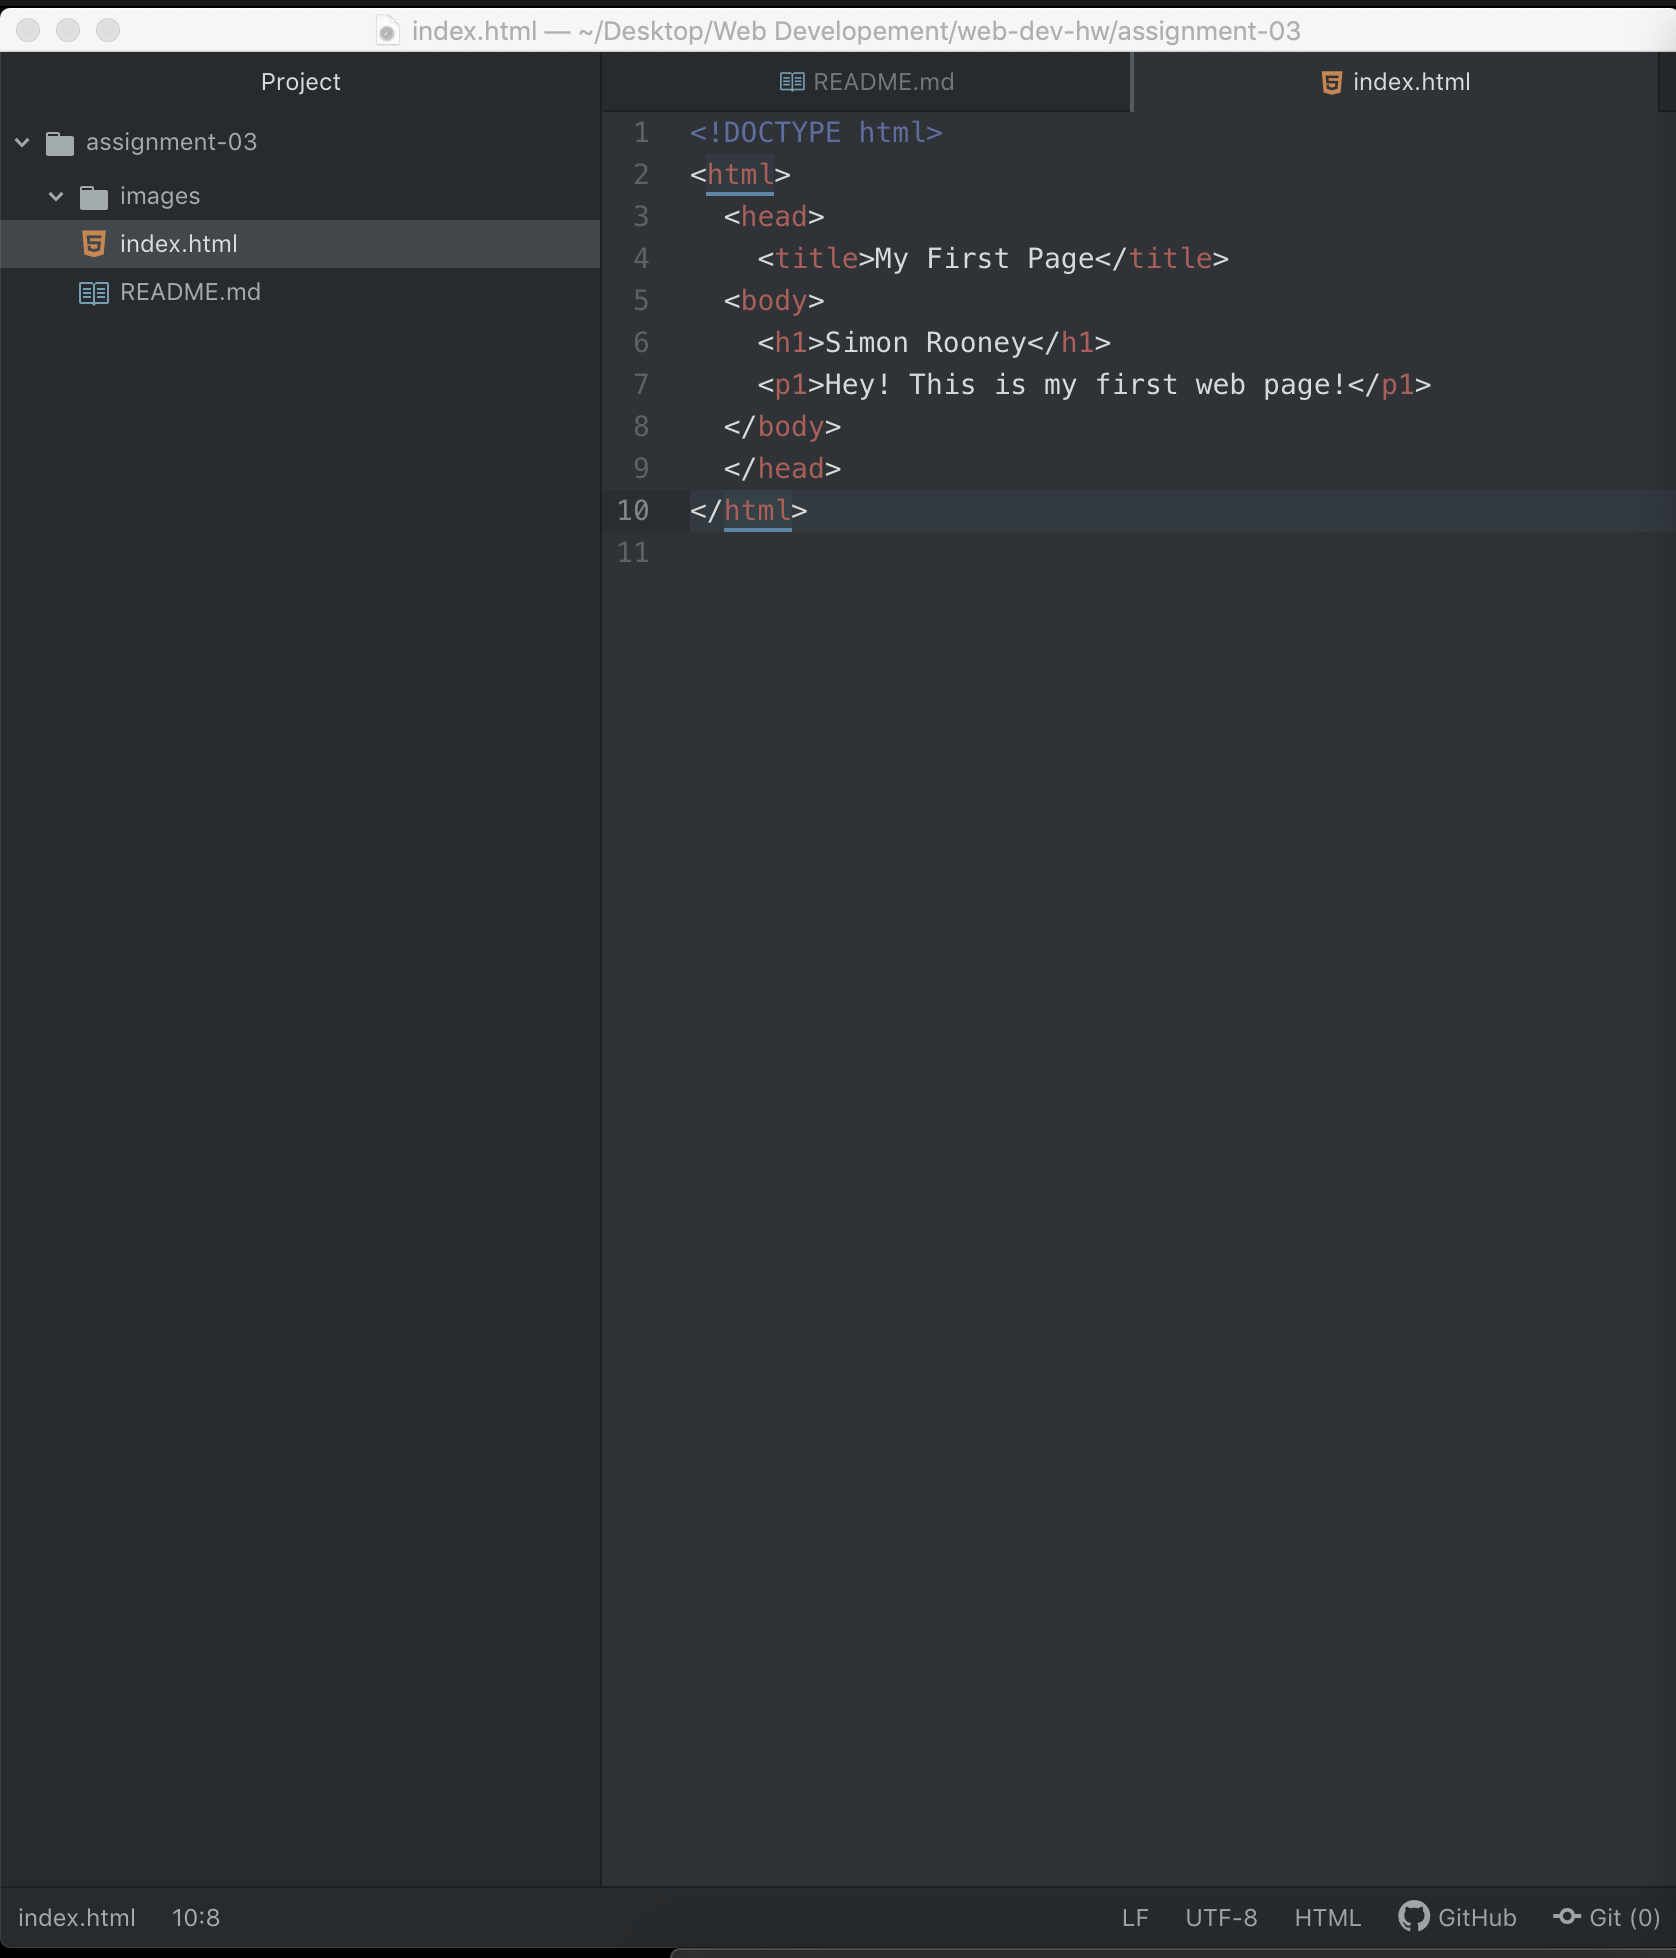 index.html — ~/Desktop/Web Developement/web-dev-hw/assignment-03
Project
assignment-03
images
index.html
README.md
README.md
index.html
1 <!DOCTYPE html>
2 <html>
3   <head>
4     <title>My First Page</title>
5   <body>
6     <h1>Simon Rooney</h1>
7     <p1>Hey! This is my first web page!</p1>
8   </body>
9   </head>
10 </html>
11
index.html 10:8 LF UTF-8 HTML GitHub Git (0)